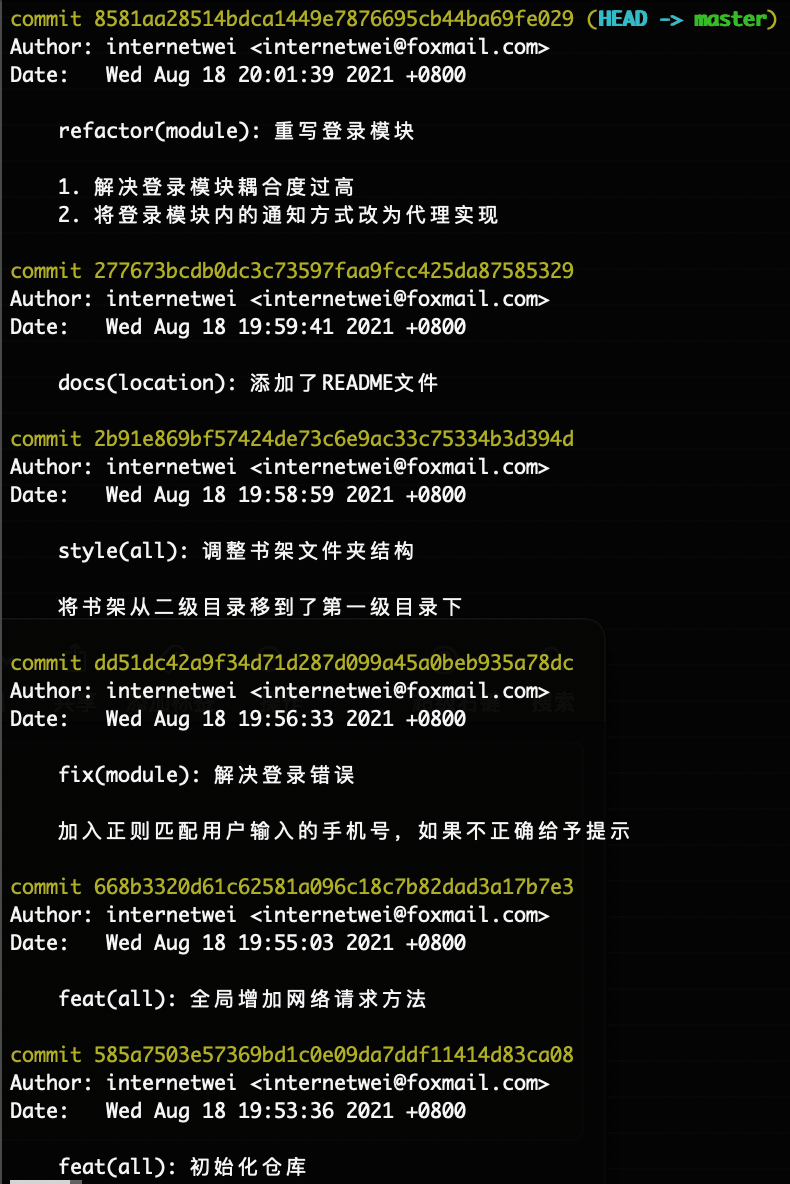 commit 8581aa28514bdca1449e7876695cb44ba69fe029 (HEAD -> master)
Author: internetwei <internetwei@foxmail.com>
Date:   Wed Aug 18 20:01:39 2021 +0800
refactor(module): 重写登录模块
1. 解决登录模块耦合度过高
2. 将登录模块内的通知方式改为代理实现
commit 277673bcdb0dc3c73597faa9fcc425da87585329
Author: internetwei <internetwei@foxmail.com>
Date:   Wed Aug 18 19:59:41 2021 +0800
docs(location): 添加了README文件
commit 2b91e869bf57424de73c6e9ac33c75334b3d394d
Author: internetwei <internetwei@foxmail.com>
Date:   Wed Aug 18 19:58:59 2021 +0800
style(all): 调整书架文件夹结构
将书架从二级目录移到了第一级目录下
commit dd51dc42a9f34d71d287d099a45a0beb935a78dc
Author: internetwei <internetwei@foxmail.com>
Date:   Wed Aug 18 19:56:33 2021 +0800
fix(module): 解决登录错误
加入正则匹配用户输入的手机号，如果不正确给予提示
commit 668b3320d61c62581a096c18c7b82dad3a17b7e3
Author: internetwei <internetwei@foxmail.com>
Date:   Wed Aug 18 19:55:03 2021 +0800
feat(all): 全局增加网络请求方法
commit 585a7503e57369bd1c0e09da7ddf11414d83ca08
Author: internetwei <internetwei@foxmail.com>
Date:   Wed Aug 18 19:53:36 2021 +0800
feat(all): 初始化仓库